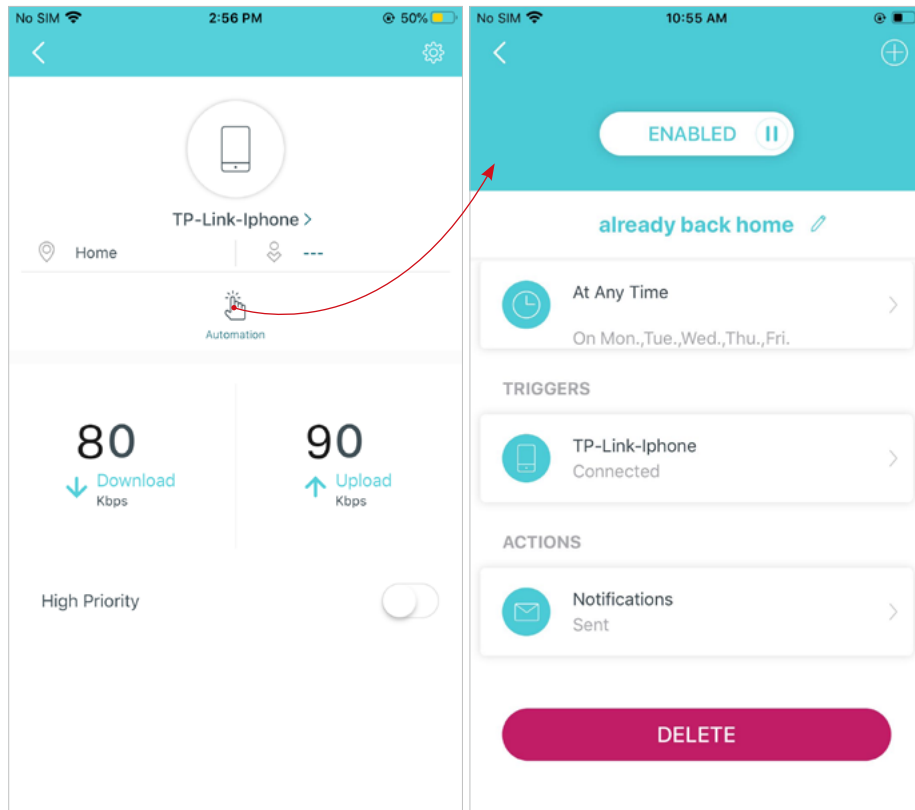 No SIM 2:56 PM 50%
TP-Link-Iphone >
Home ---
Automation
80 90
Download Upload
Kbps Kbps
High Priority
No SIM 10:55 AM
ENABLED
already back home
At Any Time
On Mon.,Tue.,Wed.,Thu.,Fri.
TRIGGERS
TP-Link-Iphone
Connected
ACTIONS
Notifications
Sent
DELETE